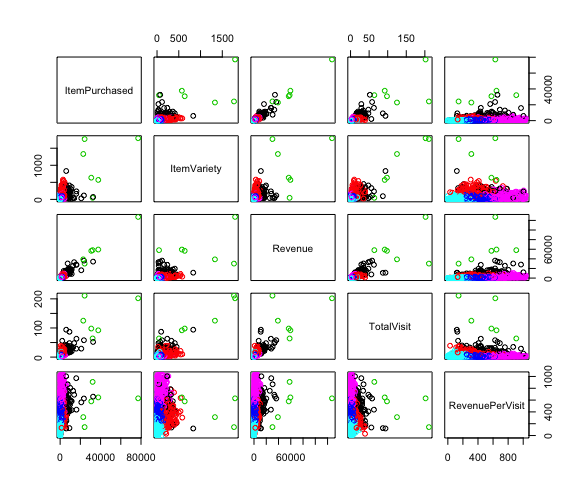 0 500 1500
0 50 150
ItemPurchased
0 40000
0 1000
ItemVariety
Revenue
0 60000
0 100 200
TotalVisit
RevenuePerVisit
0 400 1000
0 40000 80000
0 60000
0 400 800